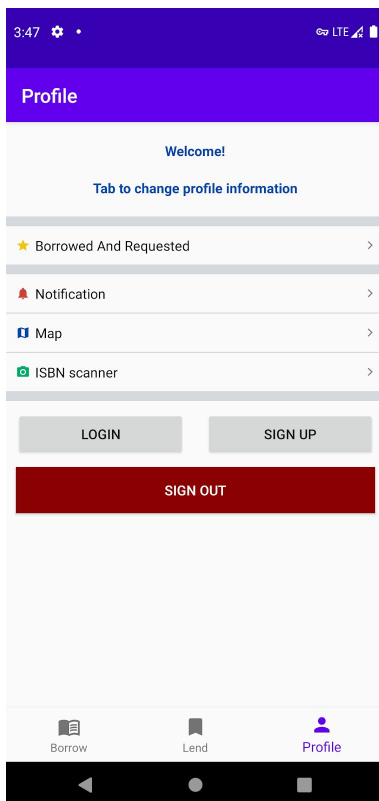 3:47 LTE
Profile
Welcome!
Tab to change profile information
Borrowed And Requested
Notification
Map
ISBN scanner
LOGIN SIGN UP
SIGN OUT
Borrow Lend Profile